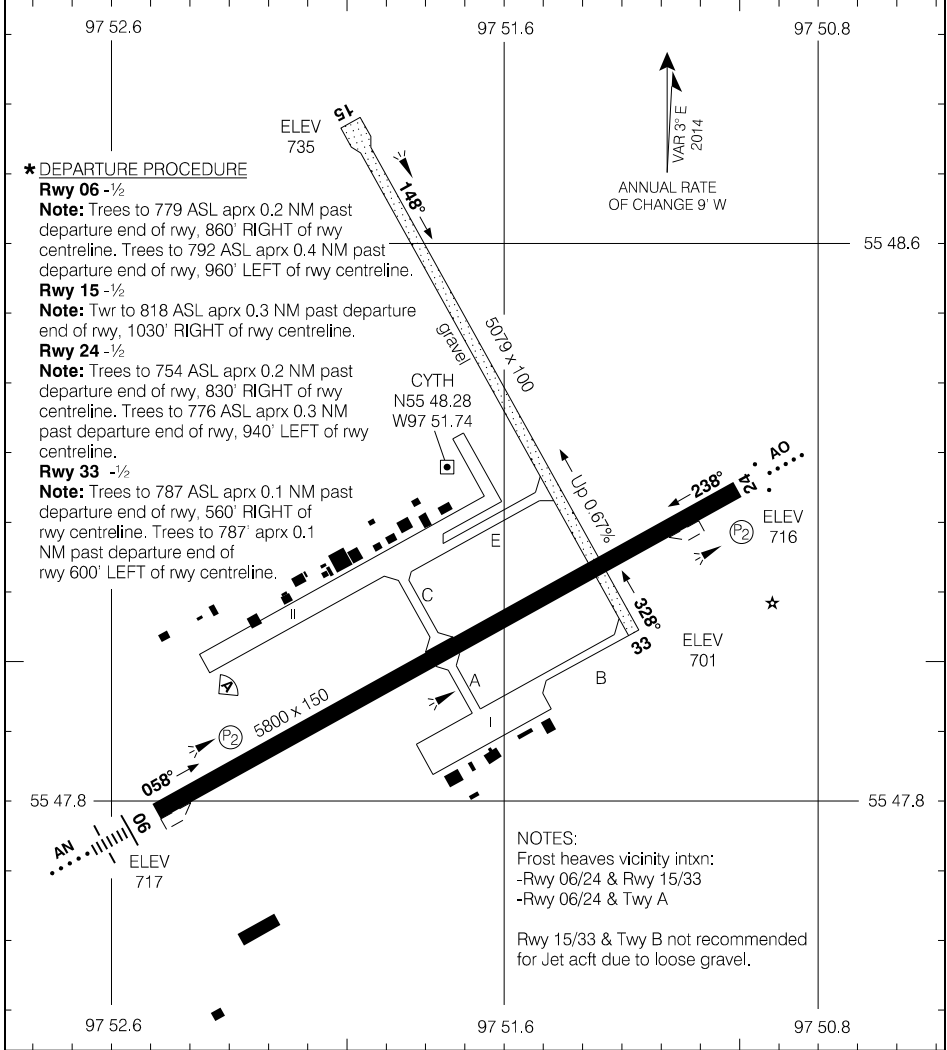 97 52.6
97 51.6
97 50.8
15
ELEV
735
VAR 3° E
2014
ANNUAL RATE
OF CHANGE 9' W
* DEPARTURE PROCEDURE
Rwy 06 -½
Note: Trees to 779 ASL aprx 0.2 NM past
departure end of rwy, 860' RIGHT of rwy
centreline. Trees to 792 ASL aprx 0.4 NM past
departure end of rwy, 960' LEFT of rwy centreline.
Rwy 15 -½
Note: Twr to 818 ASL aprx 0.3 NM past departure
end of rwy, 1030' RIGHT of rwy centreline.
Rwy 24 -½
Note: Trees to 754 ASL aprx 0.2 NM past
departure end of rwy, 830' RIGHT of rwy
centreline. Trees to 776 ASL aprx 0.3 NM
past departure end of rwy, 940' LEFT of rwy
centreline.
Rwy 33 -½
Note: Trees to 787 ASL aprx 0.1 NM past
departure end of rwy, 560' RIGHT of
rwy centreline. Trees to 787' aprx 0.1
NM past departure end of
rwy 600' LEFT of rwy centreline.
148°
55 48.6
gravel
5079 x 100
CYTH
N55 48.28
W97 51.74
Up 0.67%
238°
24
AO
P2
ELEV
716
E
C
II
328°
33
ELEV
701
A
A
B
I
P2
5800 x 150
058°
55 47.8
55 47.8
06
AN
ELEV
717
NOTES:
Frost heaves vicinity intxn:
-Rwy 06/24 & Rwy 15/33
-Rwy 06/24 & Twy A
Rwy 15/33 & Twy B not recommended
for Jet acft due to loose gravel.
97 52.6
97 51.6
97 50.8